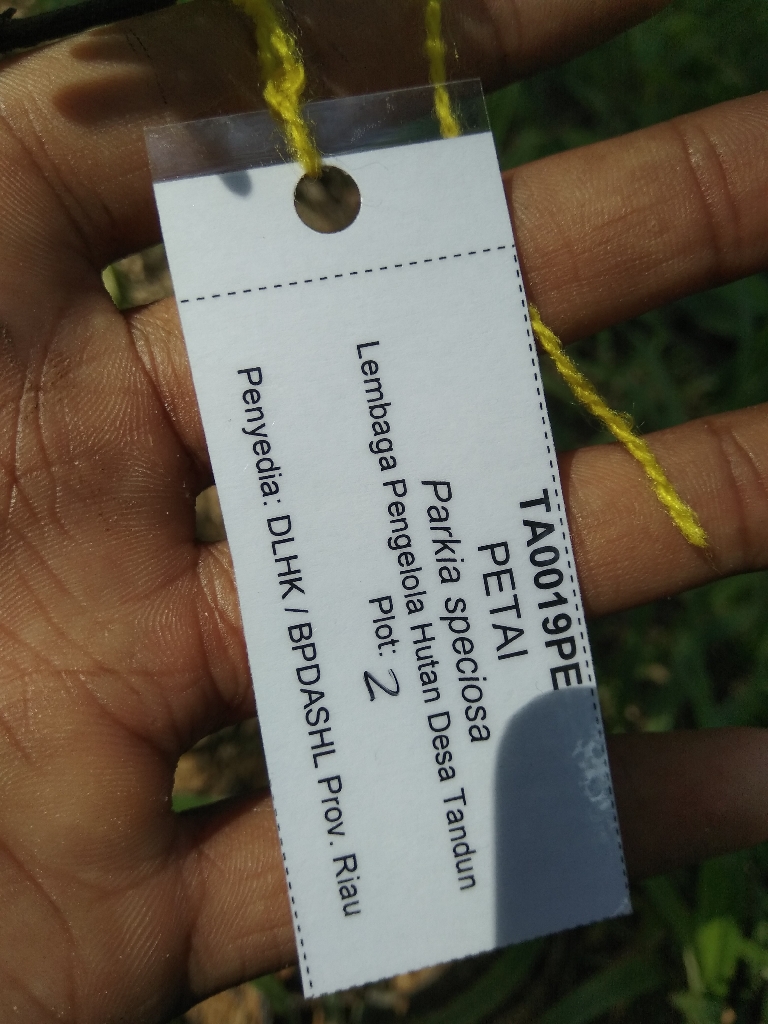 TA0019PE
PETAI
Parkia speciosa
Lembaga Pengelola Hutan Desa Tandun
Plot: 2
Penyedia: DLHK / BPDASHL Prov. Riau